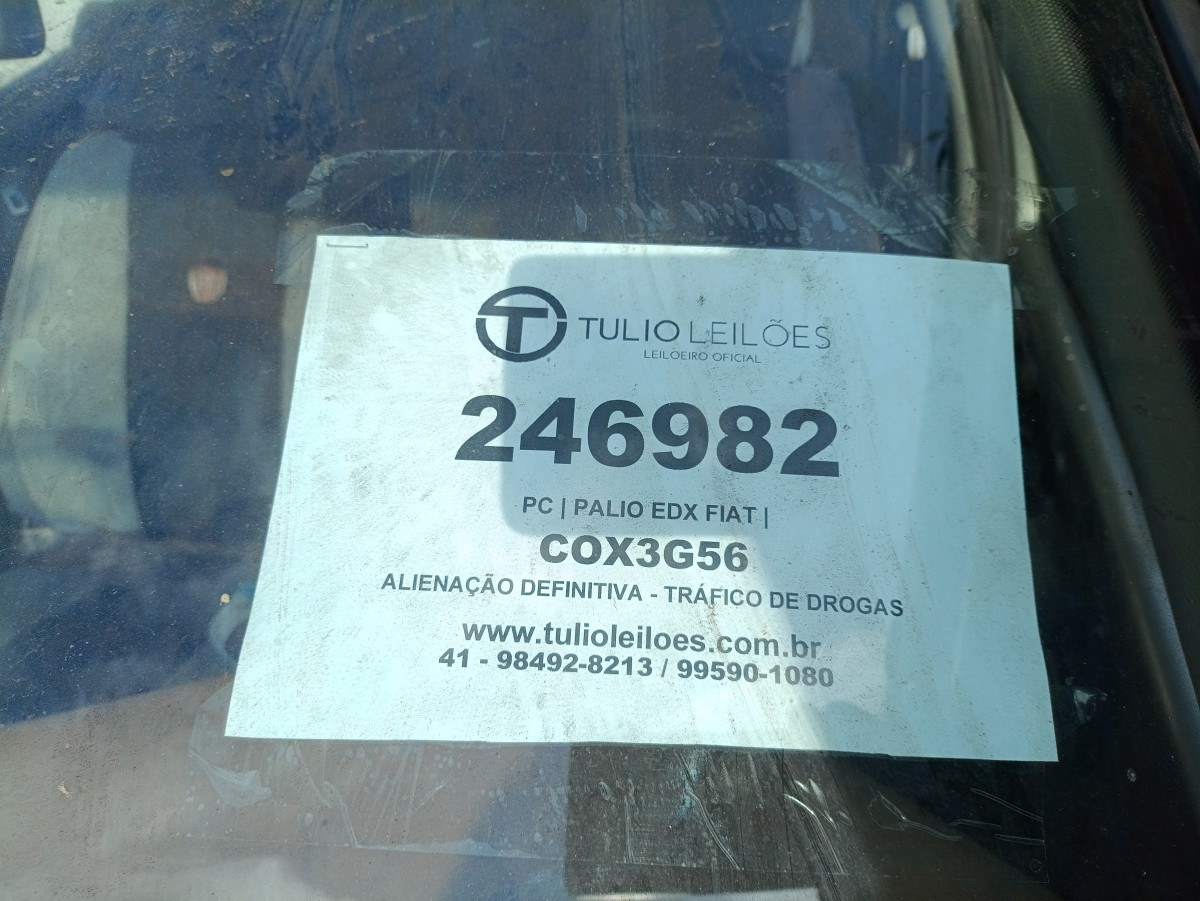 TULIO LEILÕES
LEILOEIRO OFICIAL
246982
PC | PALIO EDX FIAT |
COX3G56
ALIENAÇÃO DEFINITIVA - TRÁFICO DE DROGAS
www.tulioleiloes.com.br
41 - 98492-8213 / 99590-1080